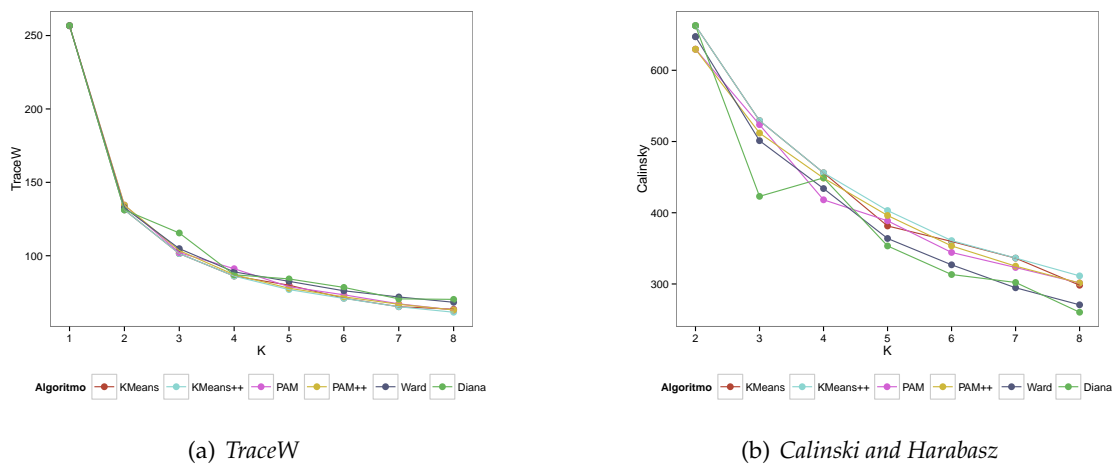 250
200
150
100
TraceW
1 2 3 4 5 6 7 8
K
Algoritmo KMeans KMeans++ PAM PAM++ Ward Diana
(a) TraceW
600
500
400
300
Calinsky
2 3 4 5 6 7 8
K
Algoritmo KMeans KMeans++ PAM PAM++ Ward Diana
(b) Calinski and Harabasz